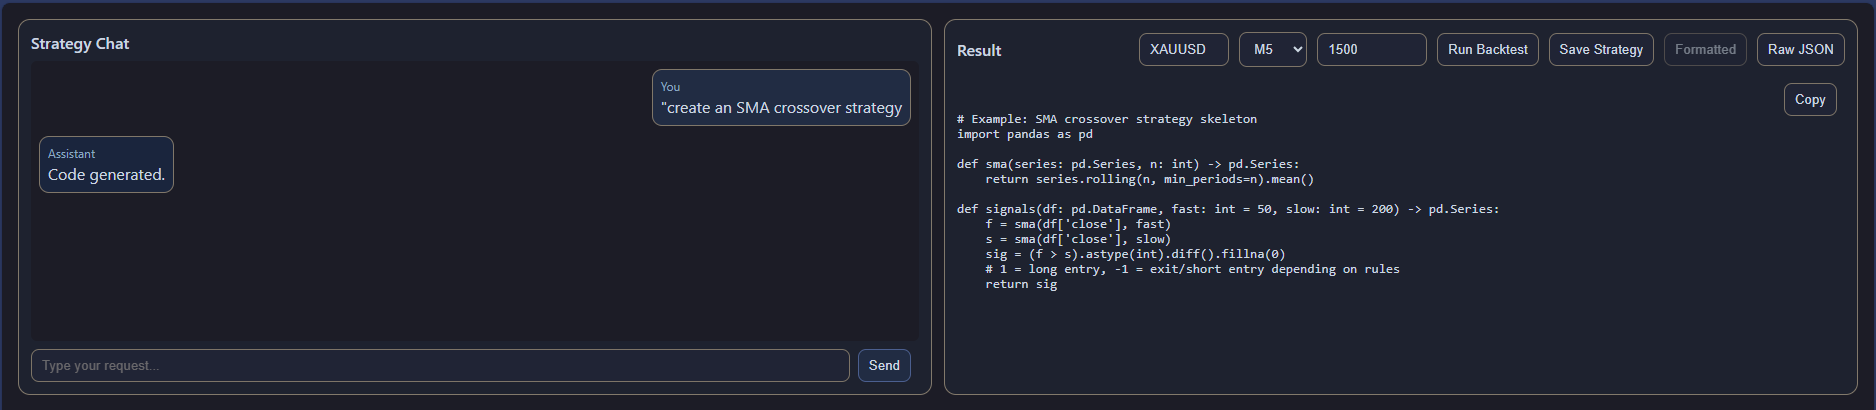 Strategy Chat
You
"create an SMA crossover strategy
Assistant
Code generated.
Type your request...
Send
Result
XAUUSD
M5
1500
Run Backtest
Save Strategy
Formatted
Raw JSON
Copy
# Example: SMA crossover strategy skeleton
import pandas as pd

def sma(series: pd.Series, n: int) -> pd.Series:
    return series.rolling(n, min_periods=n).mean()

def signals(df: pd.DataFrame, fast: int = 50, slow: int = 200) -> pd.Series:
    f = sma(df['close'], fast)
    s = sma(df['close'], slow)
    sig = (f > s).astype(int).diff().fillna(0)
    # 1 = long entry, -1 = exit/short entry depending on rules
    return sig